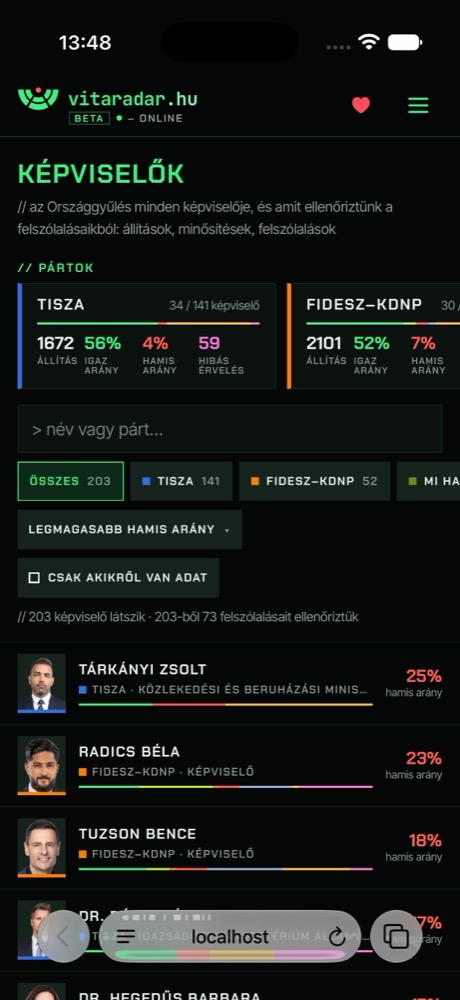 13:48
vitaradar.hu
BETA – ONLINE
KÉPVISELŐK
// az Országgyűlés minden képviselője, és amit ellenőriztünk a
felszólalásaikból: állítások, minősítések, felszólalások
// PÁRTOK
TISZA 34 / 141 képviselő
1672 56% 4% 59
ÁLLÍTÁS IGAZ ARÁNY HAMIS ARÁNY HIBÁS ÉRVELÉS
FIDESZ–KDNP 30 /
2101 52% 7%
ÁLLÍTÁS IGAZ ARÁNY HAMIS ARÁNY
> név vagy párt...
ÖSSZES 203 TISZA 141 FIDESZ–KDNP 52 MI HA
LEGMAGASABB HAMIS ARÁNY
CSAK AKIKRŐL VAN ADAT
// 203 képviselő látszik · 203-ből 73 felszólalásait ellenőriztük
TÁRKÁNYI ZSOLT
25%
TISZA · KÖZLEKEDÉSI ÉS BERUHÁZÁSI MINIS...
hamis arány
RADICS BÉLA
23%
FIDESZ–KDNP · KÉPVISELŐ
hamis arány
TUZSON BENCE
18%
FIDESZ–KDNP · KÉPVISELŐ
hamis arány
DR.
localhost
DR. HEGEDŰS BARBARA